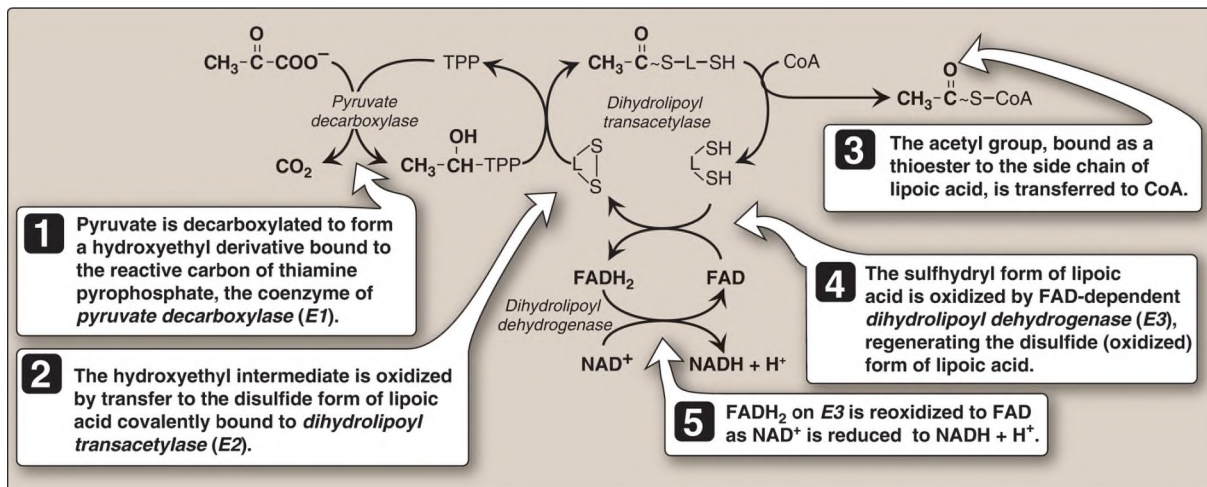 O
CH3-C-COO−
TPP
O
CH3-C~S-L-SH
CoA
O
CH3-C~S-CoA
Pyruvate
decarboxylase
Dihydrolipoyl
transacetylase
CO2
OH
CH3-CH-TPP
S
L
S
SH
L
SH
3 The acetyl group, bound as a
thioester to the side chain of
lipoic acid, is transferred to CoA.
1 Pyruvate is decarboxylated to form
a hydroxyethyl derivative bound to
the reactive carbon of thiamine
pyrophosphate, the coenzyme of
pyruvate decarboxylase (E1).
FADH2
FAD
Dihydrolipoyl
dehydrogenase
NAD+
NADH + H+
4 The sulfhydryl form of lipoic
acid is oxidized by FAD-dependent
dihydrolipoyl dehydrogenase (E3),
regenerating the disulfide (oxidized)
form of lipoic acid.
2 The hydroxyethyl intermediate is oxidized
by transfer to the disulfide form of lipoic
acid covalently bound to dihydrolipoyl
transacetylase (E2).
5 FADH2 on E3 is reoxidized to FAD
as NAD+ is reduced to NADH + H+.